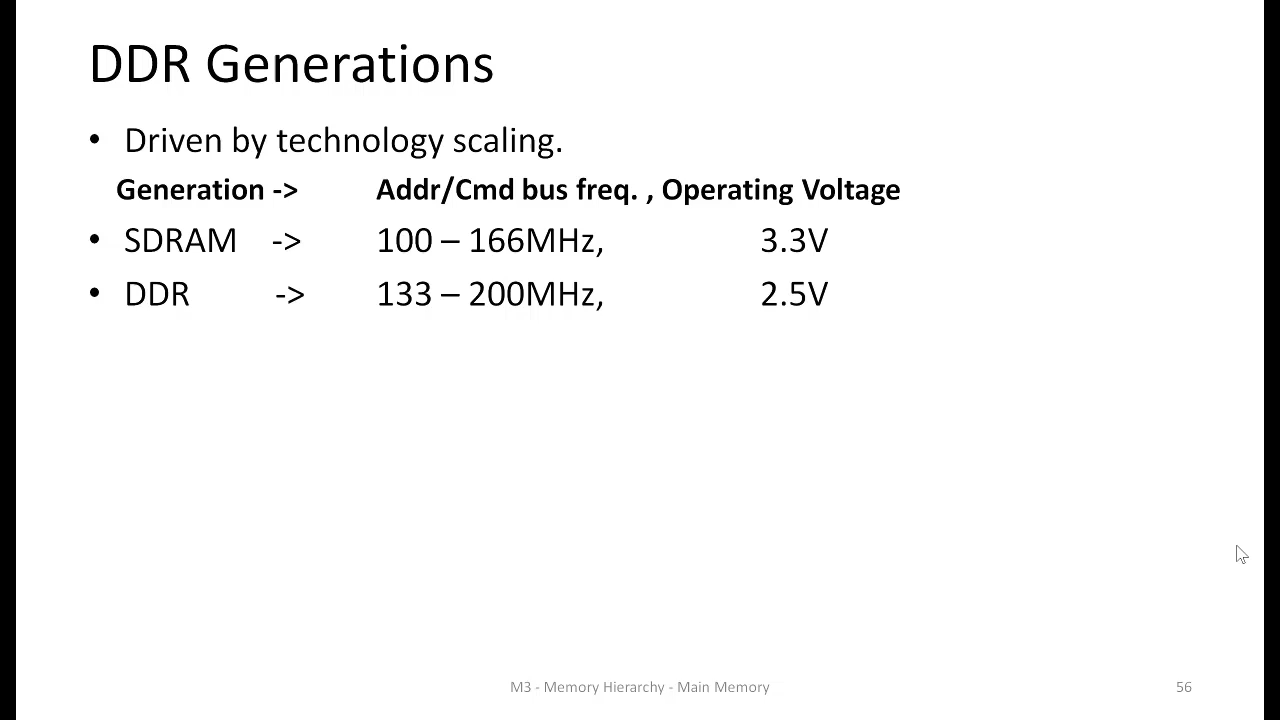 DDR Generations
• Driven by technology scaling.
Generation -> Addr/Cmd bus freq. , Operating Voltage
• SDRAM -> 100 – 166MHz, 3.3V
• DDR -> 133 – 200MHz, 2.5V
M3 - Memory Hierarchy - Main Memory 56